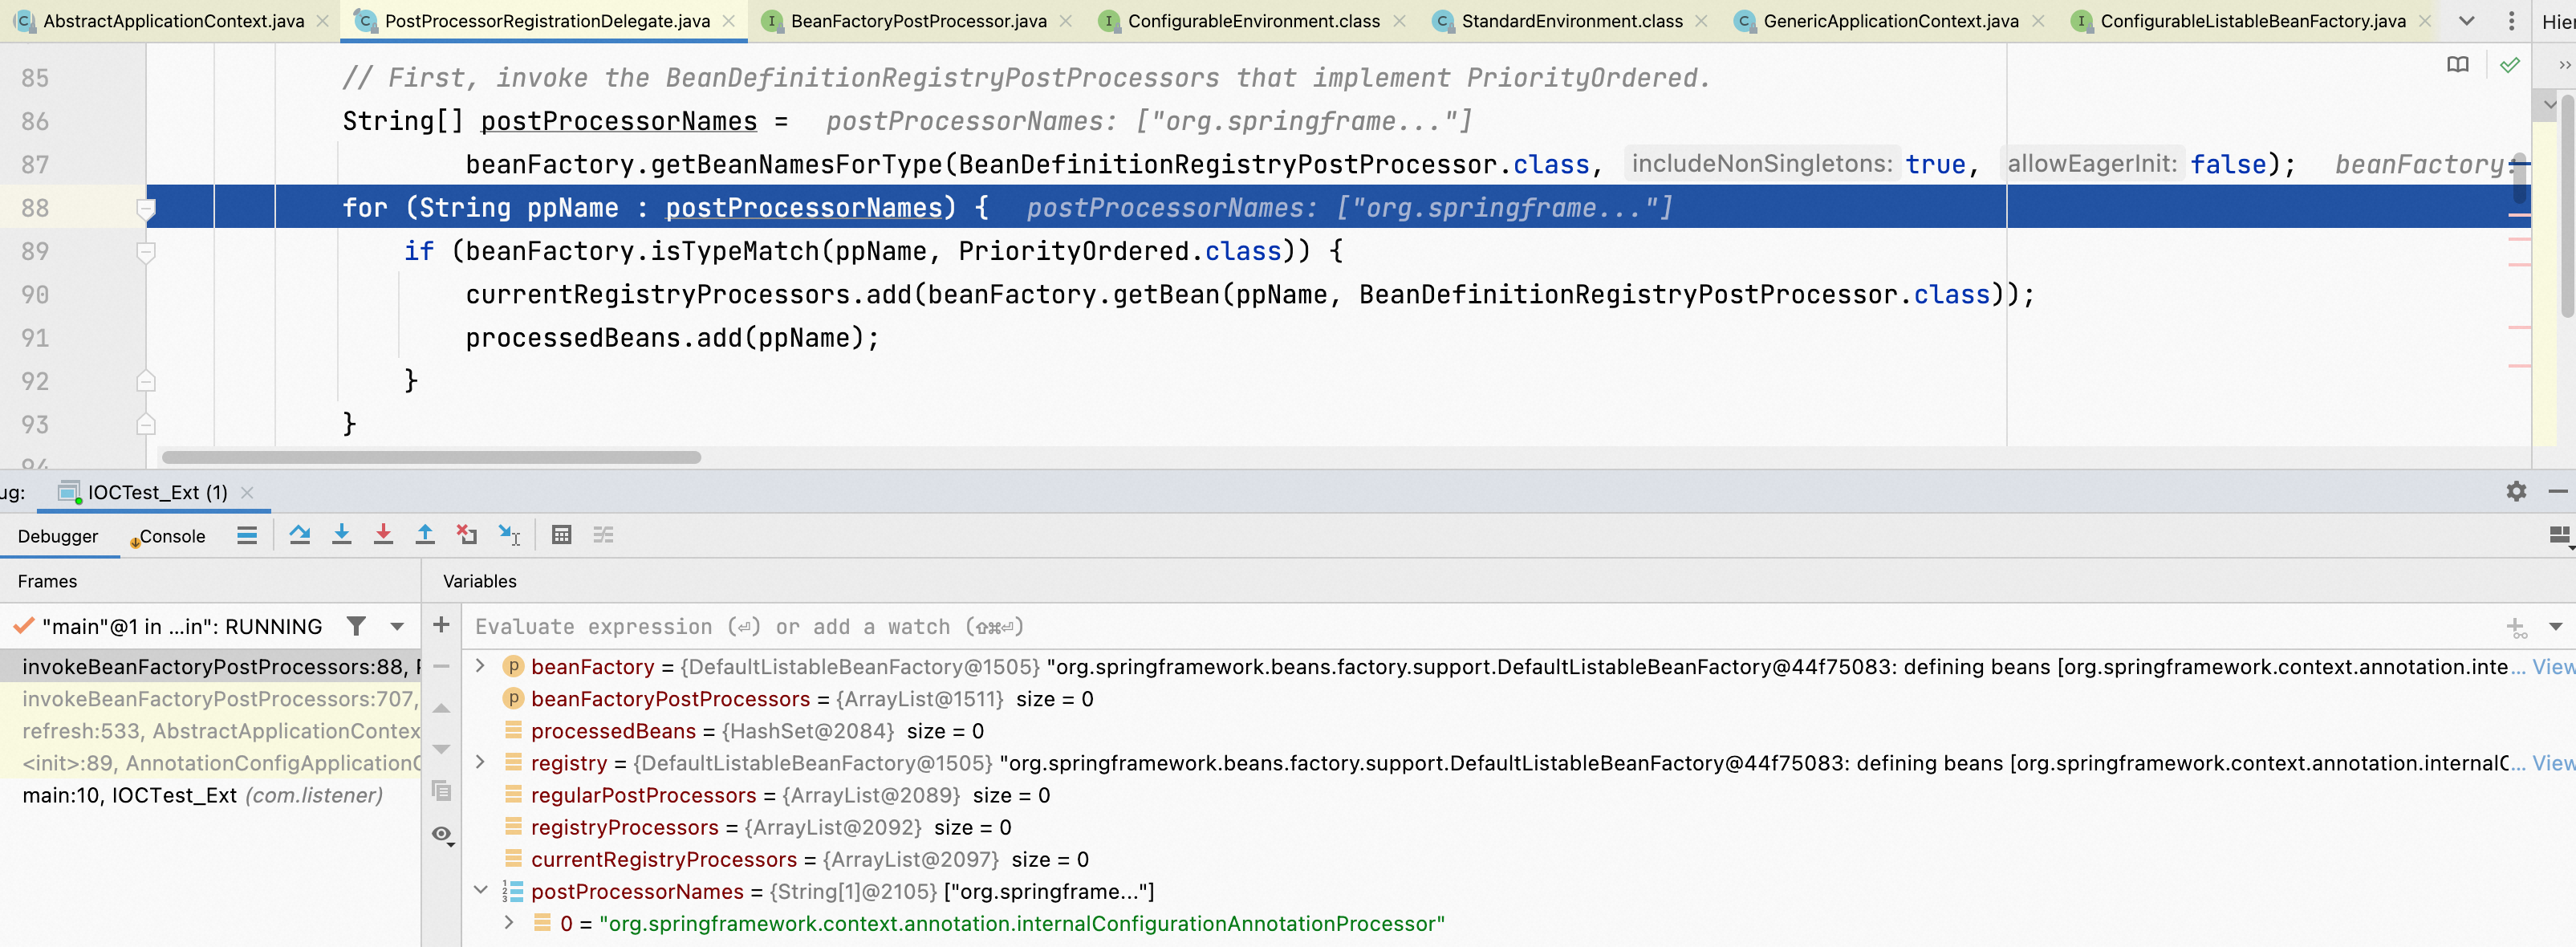 AbstractApplicationContext.java PostProcessorRegistrationDelegate.java BeanFactoryPostProcessor.java ConfigurableEnvironment.class StandardEnvironment.class GenericApplicationContext.java ConfigurableListableBeanFactory.java Hier
85 // First, invoke the BeanDefinitionRegistryPostProcessors that implement PriorityOrdered.
86 String[] postProcessorNames = postProcessorNames: ["org.springframe..."]
87 beanFactory.getBeanNamesForType(BeanDefinitionRegistryPostProcessor.class, includeNonSingletons: true, allowEagerInit: false); beanFactory:
88 for (String ppName : postProcessorNames) { postProcessorNames: ["org.springframe..."]
89 if (beanFactory.isTypeMatch(ppName, PriorityOrdered.class)) {
90 currentRegistryProcessors.add(beanFactory.getBean(ppName, BeanDefinitionRegistryPostProcessor.class));
91 processedBeans.add(ppName);
92 }
93 }
94
ug: IOCTest_Ext (1)
Debugger Console
Frames Variables
"main"@1 in ...in": RUNNING Evaluate expression (⏎) or add a watch (⇧⌘⏎)
invokeBeanFactoryPostProcessors:88, P
beanFactory = {DefaultListableBeanFactory@1505} "org.springframework.beans.factory.support.DefaultListableBeanFactory@44f75083: defining beans [org.springframework.context.annotation.inte... View
invokeBeanFactoryPostProcessors:707,
beanFactoryPostProcessors = {ArrayList@1511} size = 0
refresh:533, AbstractApplicationContex
processedBeans = {HashSet@2084} size = 0
<init>:89, AnnotationConfigApplicationC
registry = {DefaultListableBeanFactory@1505} "org.springframework.beans.factory.support.DefaultListableBeanFactory@44f75083: defining beans [org.springframework.context.annotation.internalC... View
main:10, IOCTest_Ext (com.listener)
regularPostProcessors = {ArrayList@2089} size = 0
registryProcessors = {ArrayList@2092} size = 0
currentRegistryProcessors = {ArrayList@2097} size = 0
postProcessorNames = {String[1]@2105} ["org.springframe..."]
0 = "org.springframework.context.annotation.internalConfigurationAnnotationProcessor"